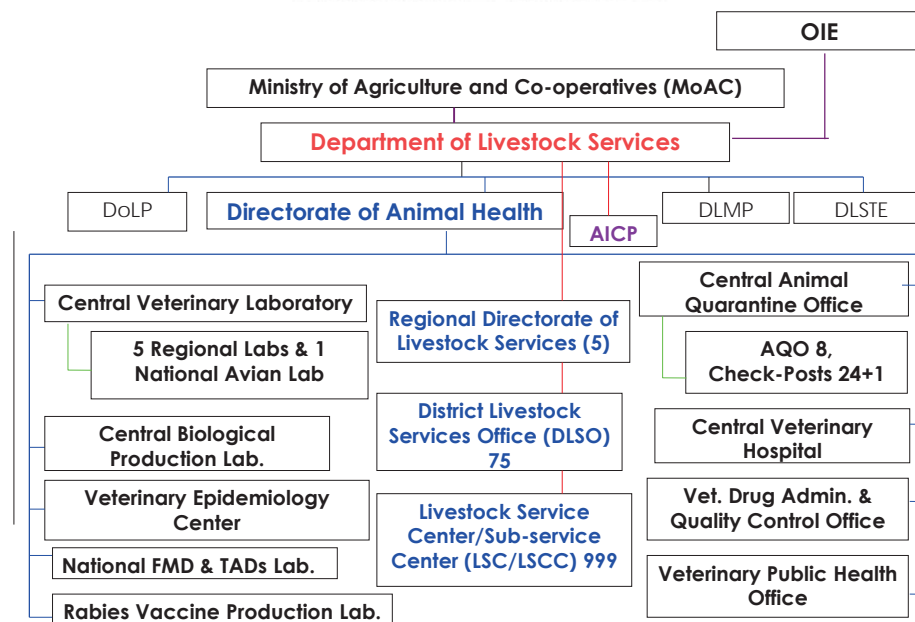 OIE
Ministry of Agriculture and Co-operatives (MoAC)
Department of Livestock Services
DoLP
Directorate of Animal Health
AICP
DLMP
DLSTE
Central Veterinary Laboratory
5 Regional Labs & 1
National Avian Lab
Central Biological
Production Lab.
Veterinary Epidemiology
Center
National FMD & TADs Lab.
Rabies Vaccine Production Lab.
Regional Directorate of
Livestock Services (5)
District Livestock
Services Office (DLSO)
75
Livestock Service
Center/Sub-service
Center (LSC/LSCC) 999
Central Animal
Quarantine Office
AQO 8,
Check-Posts 24+1
Central Veterinary
Hospital
Vet. Drug Admin. &
Quality Control Office
Veterinary Public Health
Office